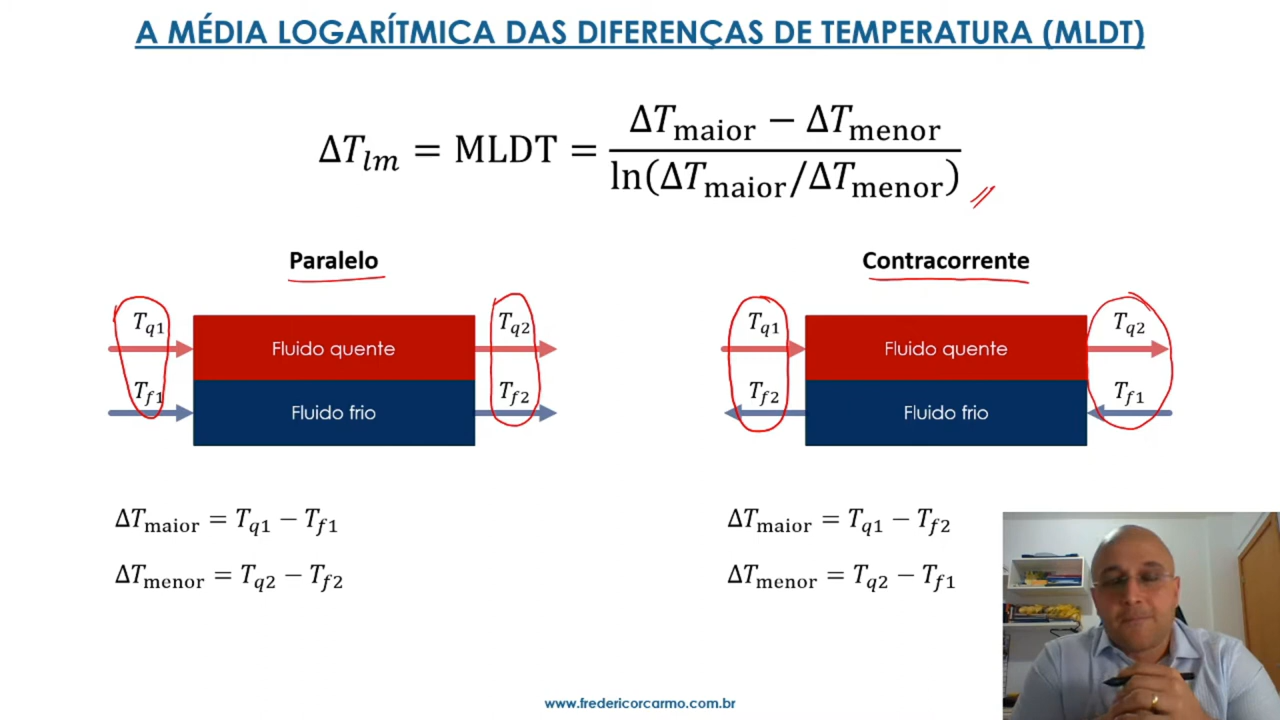 A MÉDIA LOGARÍTMICA DAS DIFERENÇAS DE TEMPERATURA (MLDT)
ΔT_lm = MLDT = (ΔT_maior − ΔT_menor) / ln(ΔT_maior/ΔT_menor)
Paralelo
T_q1 T_q2
Fluido quente
T_f1 T_f2
Fluido frio
ΔT_maior = T_q1 − T_f1
ΔT_menor = T_q2 − T_f2
Contracorrente
T_q1 T_q2
Fluido quente
T_f2 T_f1
Fluido frio
ΔT_maior = T_q1 − T_f2
ΔT_menor = T_q2 − T_f1
www.fredericorcarmo.com.br